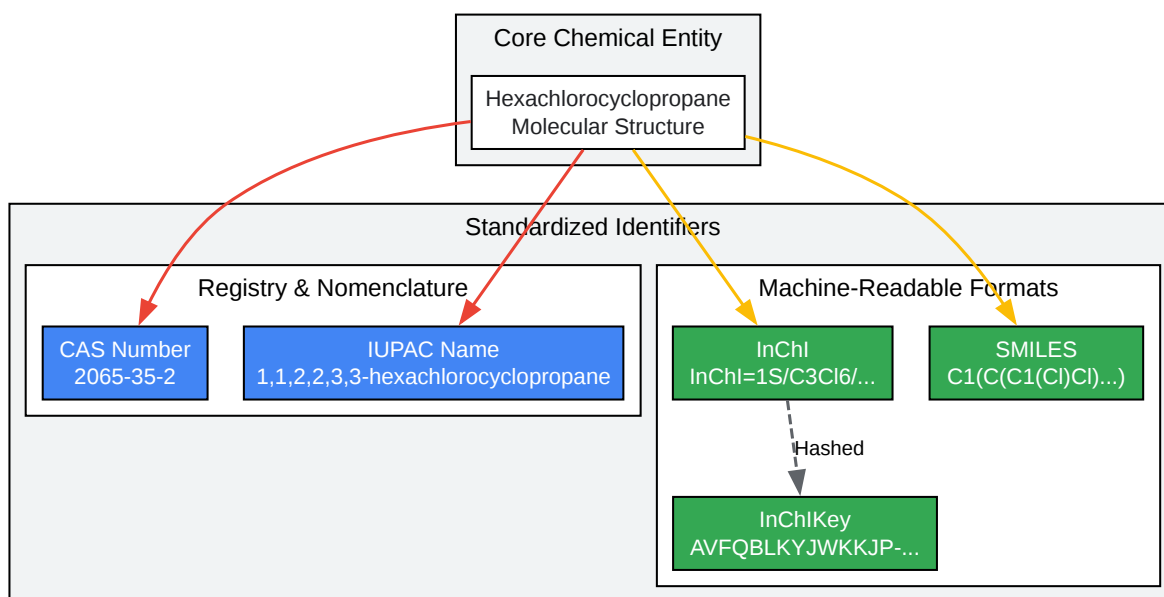 Core Chemical Entity
Hexachlorocyclopropane
Molecular Structure
Standardized Identifiers
Registry & Nomenclature
CAS Number
2065-35-2
IUPAC Name
1,1,2,2,3,3-hexachlorocyclopropane
Machine-Readable Formats
InChI
InChI=1S/C3Cl6/...
SMILES
C1(C(C1(Cl)Cl)...)
Hashed
InChIKey
AVFQBLKYJWKKJP-...